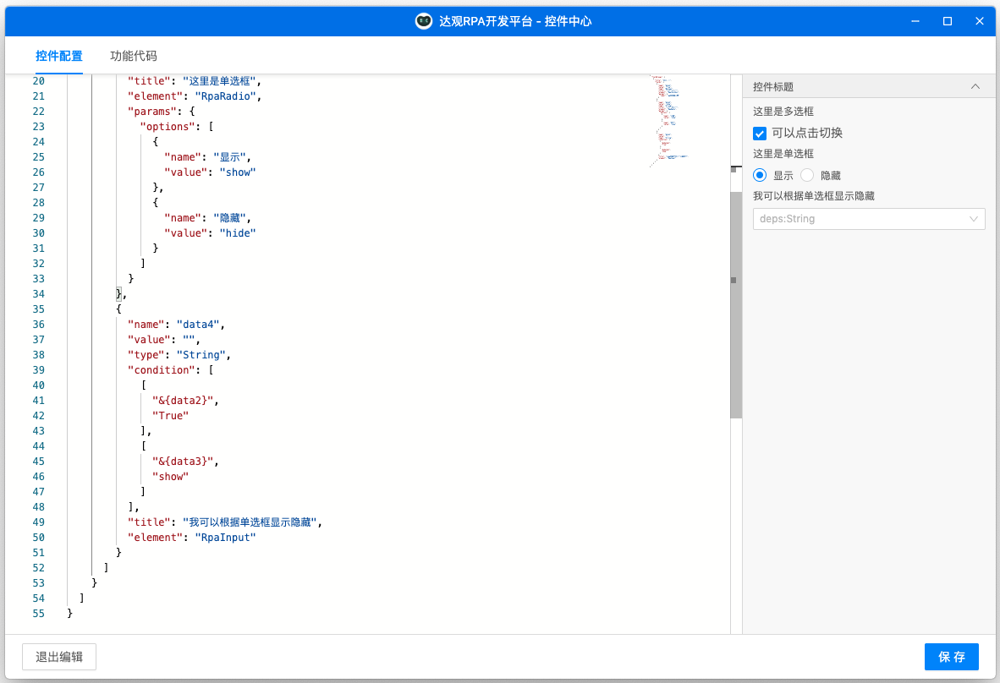 达观RPA开发平台 - 控件中心
控件配置 功能代码
20 "title": "这里是单选框",
21 "element": "RpaRadio",
22 "params": {
23 "options": [
24 {
25 "name": "显示",
26 "value": "show"
27 },
28 {
29 "name": "隐藏",
30 "value": "hide"
31 }
32 ]
33 }
34 },
35 {
36 "name": "data4",
37 "value": "",
38 "type": "String",
39 "condition": [
40 [
41 "&{data2}",
42 "True"
43 ],
44 [
45 "&{data3}",
46 "show"
47 ]
48 ],
49 "title": "我可以根据单选框显示隐藏",
50 "element": "RpaInput"
51 }
52 ]
53 }
54 ]
55 }
控件标题
这里是多选框
可以点击切换
这里是单选框
显示 隐藏
我可以根据单选框显示隐藏
deps:String
退出编辑
保存